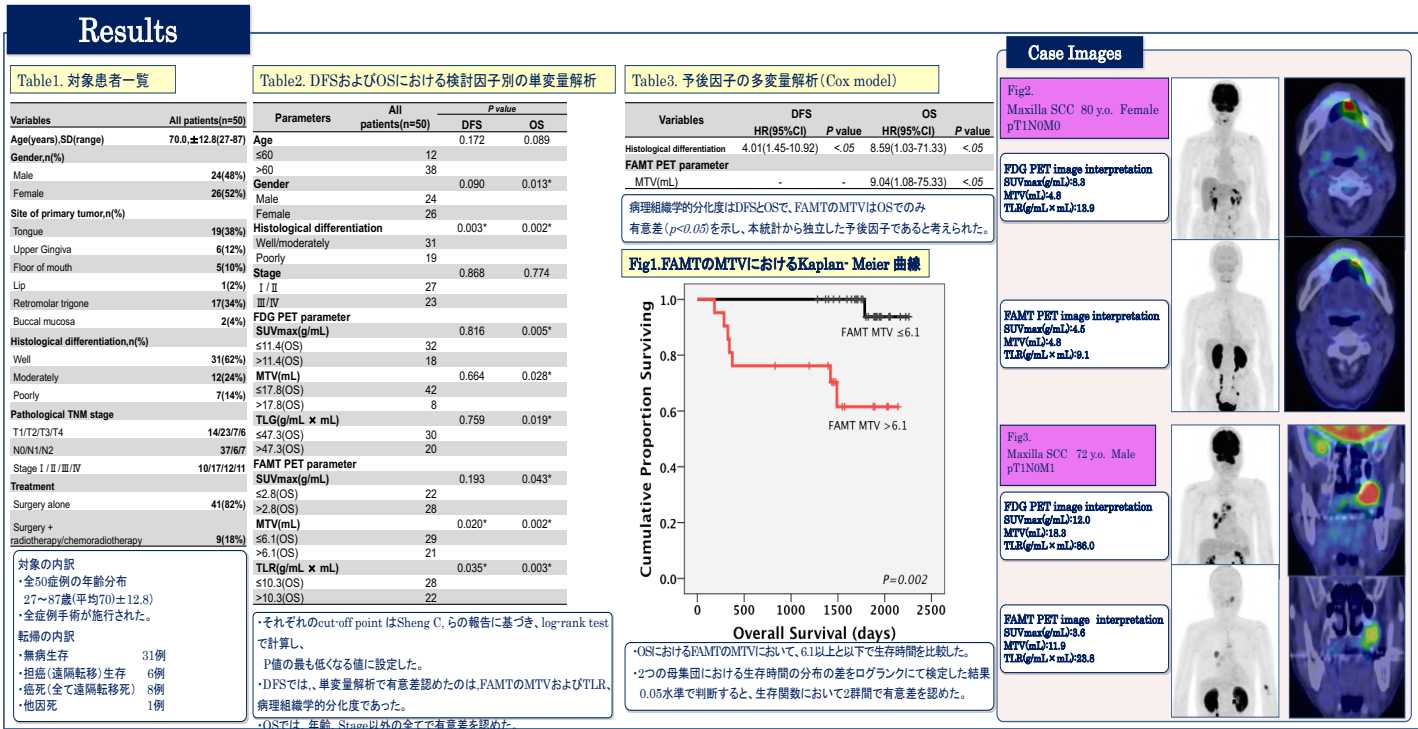 Results
Table1. 対象患者一覧
Variables All patients(n=50)
Age(years),SD(range) 70.0,±12.8(27-87)
Gender,n(%)
Male 24(48%)
Female 26(52%)
Site of primary tumor,n(%)
Tongue 19(38%)
Upper Gingiva 6(12%)
Floor of mouth 5(10%)
Lip 1(2%)
Retromolar trigone 17(34%)
Buccal mucosa 2(4%)
Histological differentiation,n(%)
Well 31(62%)
Moderately 12(24%)
Poorly 7(14%)
Pathological TNM stage
T1/T2/T3/T4 14/23/7/6
N0/N1/N2 37/6/7
Stage Ⅰ/Ⅱ/Ⅲ/Ⅳ 10/17/12/11
Treatment
Surgery alone 41(82%)
Surgery +
radiotherapy/chemoradiotherapy 9(18%)
対象の内訳
・全50症例の年齢分布
27～87歳(平均70)±12.8)
・全症例手術が施行された。
転帰の内訳
・無病生存 31例
・担癌(遠隔転移)生存 6例
・癌死(全て遠隔転移死) 8例
・他因死 1例
Table2. DFSおよびOSにおける検討因子別の単変量解析
Parameters All patients(n=50) P value
DFS OS
Age 0.172 0.089
≤60 12
>60 38
Gender 0.090 0.013*
Male 24
Female 26
Histological differentiation 0.003* 0.002*
Well/moderately 31
Poorly 19
Stage 0.868 0.774
Ⅰ/Ⅱ 27
Ⅲ/Ⅳ 23
FDG PET parameter
SUVmax(g/mL) 0.816 0.005*
≤11.4(OS) 32
>11.4(OS) 18
MTV(mL) 0.664 0.028*
≤17.8(OS) 42
>17.8(OS) 8
TLG(g/mL × mL) 0.759 0.019*
≤47.3(OS) 30
>47.3(OS) 20
FAMT PET parameter
SUVmax(g/mL) 0.193 0.043*
≤2.8(OS) 22
>2.8(OS) 28
MTV(mL) 0.020* 0.002*
≤6.1(OS) 29
>6.1(OS) 21
TLR(g/mL × mL) 0.035* 0.003*
≤10.3(OS) 28
>10.3(OS) 22
・それぞれのcut-off point はSheng C, らの報告に基づき、log-rank test
で計算し、
P値の最も低くなる値に設定した。
・DFSでは、、単変量解析で有意差認めたのは,FAMTのMTVおよびTLR、
病理組織学的分化度であった。
・OSでは、年齢、Stage以外の全てで有意差を認めた。
Table3. 予後因子の多変量解析(Cox model)
Variables DFS OS
HR(95%CI) P value HR(95%CI) P value
Histological differentiation 4.01(1.45-10.92) <.05 8.59(1.03-71.33) <.05
FAMT PET parameter
MTV(mL) - - 9.04(1.08-75.33) <.05
病理組織学的分化度はDFSとOSで、FAMTのMTVはOSでのみ
有意差(p<0.05)を示し、本統計から独立した予後因子であると考えられた。
Fig1.FAMTのMTVにおけるKaplan- Meier 曲線
Cumulative Proportion Surviving
1.0
0.8
0.6
0.4
0.2
0.0
FAMT MTV ≤6.1
FAMT MTV >6.1
P=0.002
0 500 1000 1500 2000 2500
Overall Survival (days)
・OSにおけるFAMTのMTVにおいて、6.1以上と以下で生存時間を比較した。
・2つの母集団における生存時間の分布の差をログランクにて検定した結果
0.05水準で判断すると、生存関数において2群間で有意差を認めた。
Case Images
Fig2.
Maxilla SCC 80 y.o. Female
pT1N0M0
FDG PET image interpretation
SUVmax(g/mL):8.3
MTV(mL):4.8
TLR(g/mL×mL):13.9
FAMT PET image interpretation
SUVmax(g/mL):4.5
MTV(mL):4.8
TLR(g/mL×mL):9.1
Fig3.
Maxilla SCC 72 y.o. Male
pT1N0M1
FDG PET image interpretation
SUVmax(g/mL):12.0
MTV(mL):18.3
TLR(g/mL×mL):86.0
FAMT PET image interpretation
SUVmax(g/mL):3.6
MTV(mL):11.9
TLR(g/mL×mL):23.8